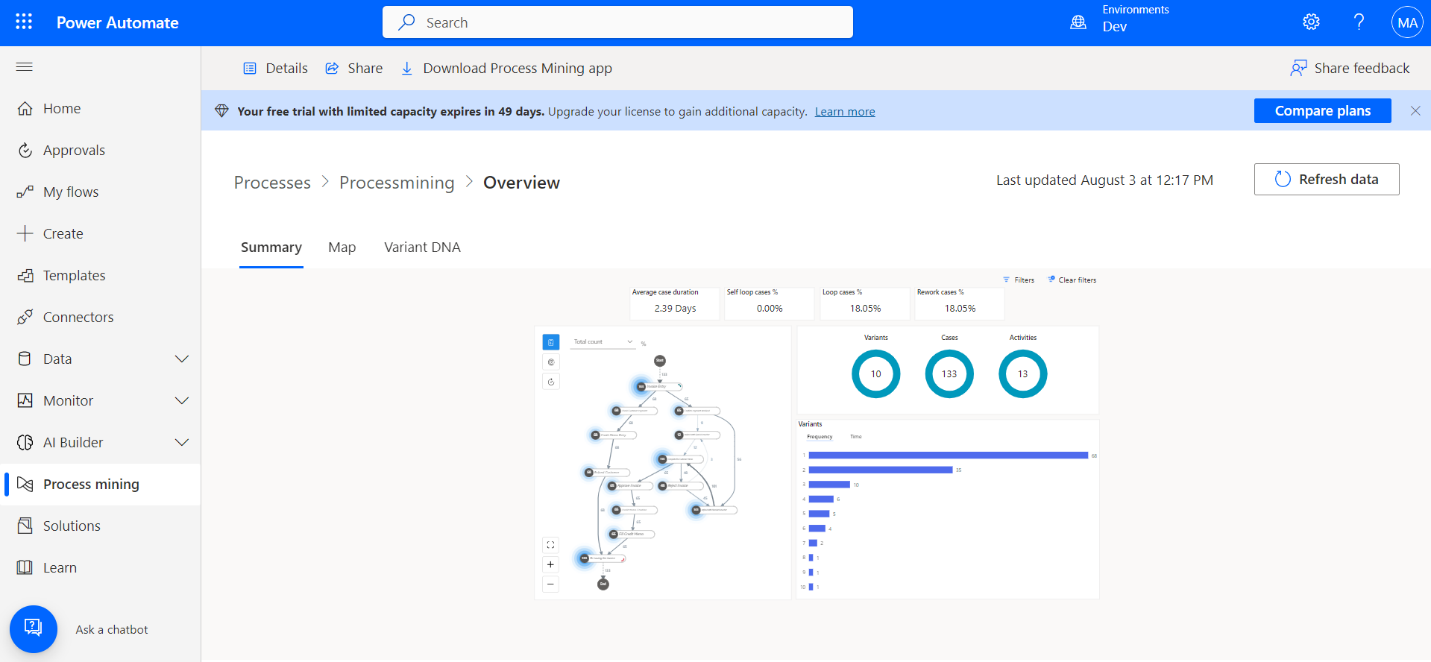 Power Automate
Search
Environments
Dev
MA
Details
Share
Download Process Mining app
Share feedback
Your free trial with limited capacity expires in 49 days. Upgrade your license to gain additional capacity. Learn more
Compare plans
Home
Approvals
My flows
Create
Templates
Connectors
Data
Monitor
AI Builder
Process mining
Solutions
Learn
Ask a chatbot
Processes > Processmining > Overview
Last updated August 3 at 12:17 PM
Refresh data
Summary
Map
Variant DNA
Filters
Clear filters
Average case duration
2.39 Days
Self loop cases %
0.00%
Loop cases %
18.05%
Rework cases %
18.05%
Total count
%
Start
End
Variants
10
Cases
133
Activities
13
Variants
Frequency
Time
1
2
3
4
5
6
4
7
2
8
1
9
1
10
1